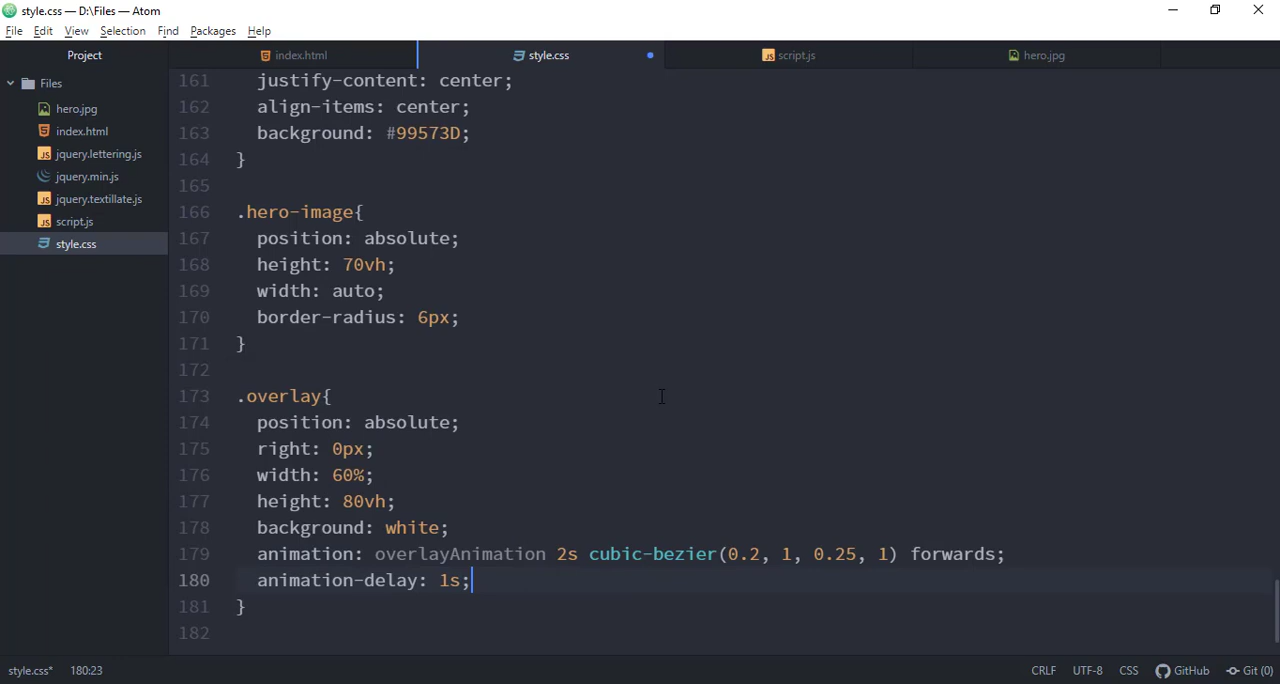 style.css — D:\Files — Atom
File Edit View Selection Find Packages Help
Project
index.html
style.css
script.js
hero.jpg
Files
hero.jpg
index.html
jquery.lettering.js
jquery.min.js
jquery.textillate.js
script.js
style.css
161 justify-content: center;
162 align-items: center;
163 background: #99573D;
164 }
165
166 .hero-image{
167 position: absolute;
168 height: 70vh;
169 width: auto;
170 border-radius: 6px;
171 }
172
173 .overlay{
174 position: absolute;
175 right: 0px;
176 width: 60%;
177 height: 80vh;
178 background: white;
179 animation: overlayAnimation 2s cubic-bezier(0.2, 1, 0.25, 1) forwards;
180 animation-delay: 1s;
181 }
182
style.css* 180:23 CRLF UTF-8 CSS GitHub Git (0)